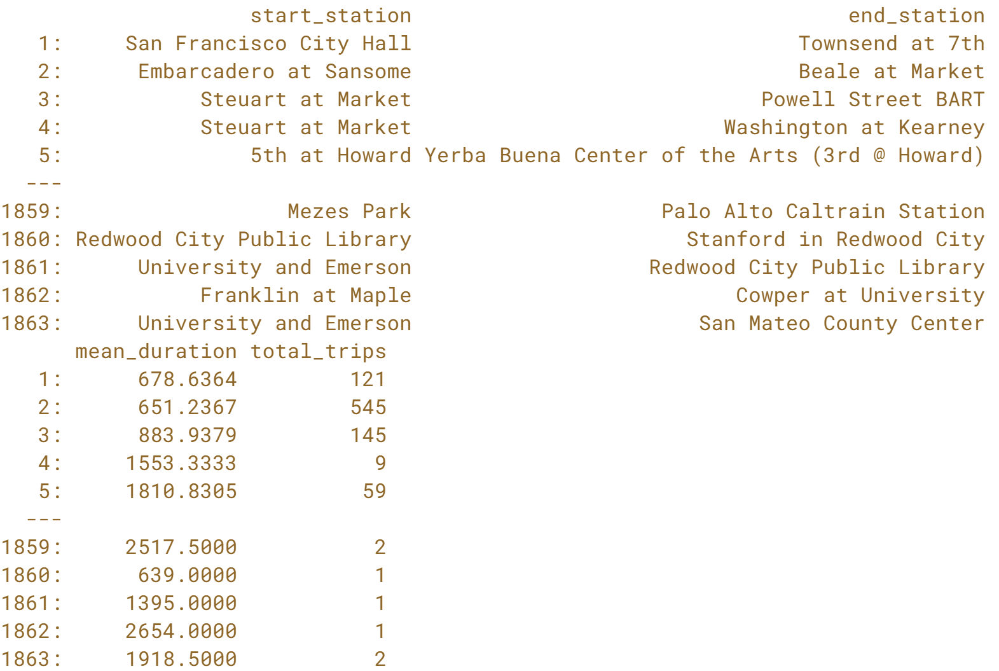 start_station end_station
1: San Francisco City Hall Townsend at 7th
2: Embarcadero at Sansome Beale at Market
3: Steuart at Market Powell Street BART
4: Steuart at Market Washington at Kearney
5: 5th at Howard Yerba Buena Center of the Arts (3rd @ Howard)
---
1859: Mezes Park Palo Alto Caltrain Station
1860: Redwood City Public Library Stanford in Redwood City
1861: University and Emerson Redwood City Public Library
1862: Franklin at Maple Cowper at University
1863: University and Emerson San Mateo County Center
mean_duration total_trips
1: 678.6364 121
2: 651.2367 545
3: 883.9379 145
4: 1553.3333 9
5: 1810.8305 59
---
1859: 2517.5000 2
1860: 639.0000 1
1861: 1395.0000 1
1862: 2654.0000 1
1863: 1918.5000 2